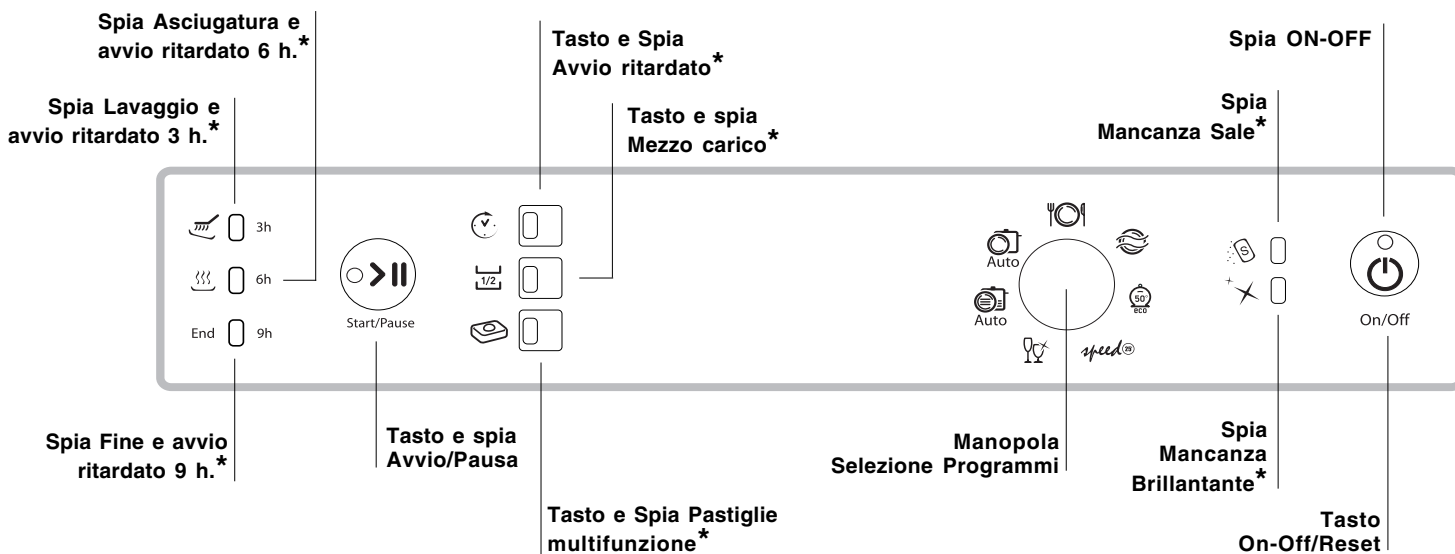 Spia Asciugatura e
avvio ritardato 6 h.*
Spia Lavaggio e
avvio ritardato 3 h.*
Tasto e Spia
Avvio ritardato*
Tasto e spia
Mezzo carico*
Spia ON-OFF
Spia
Mancanza Sale*
3h
6h
End 9h
Start/Pause
1/2
Auto
Auto
50°
eco
speed 25
S
On/Off
Spia Fine e avvio
ritardato 9 h.*
Tasto e spia
Avvio/Pausa
Tasto e Spia Pastiglie
multifunzione*
Manopola
Selezione Programmi
Spia
Mancanza
Brillantante*
Tasto
On-Off/Reset